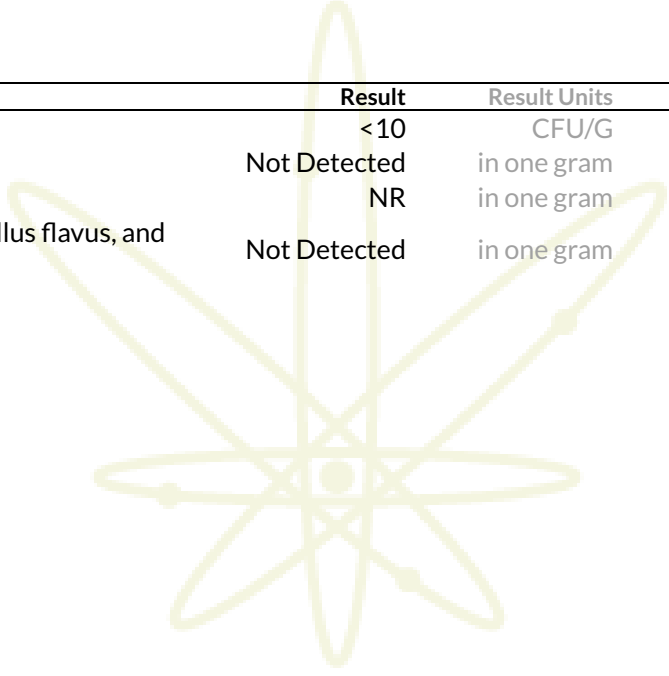 Result Result Units
<10 CFU/G
Not Detected in one gram
NR in one gram
llus flavus, and
Not Detected in one gram